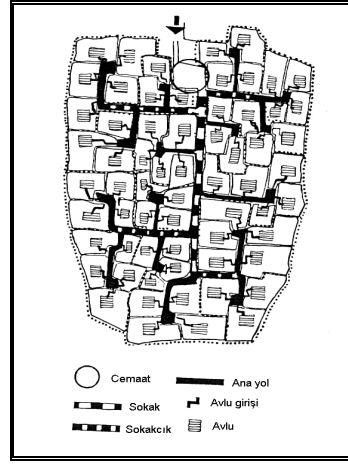 Cemaat
Ana yol
Sokak
Avlu girişi
Sokakcık
Avlu